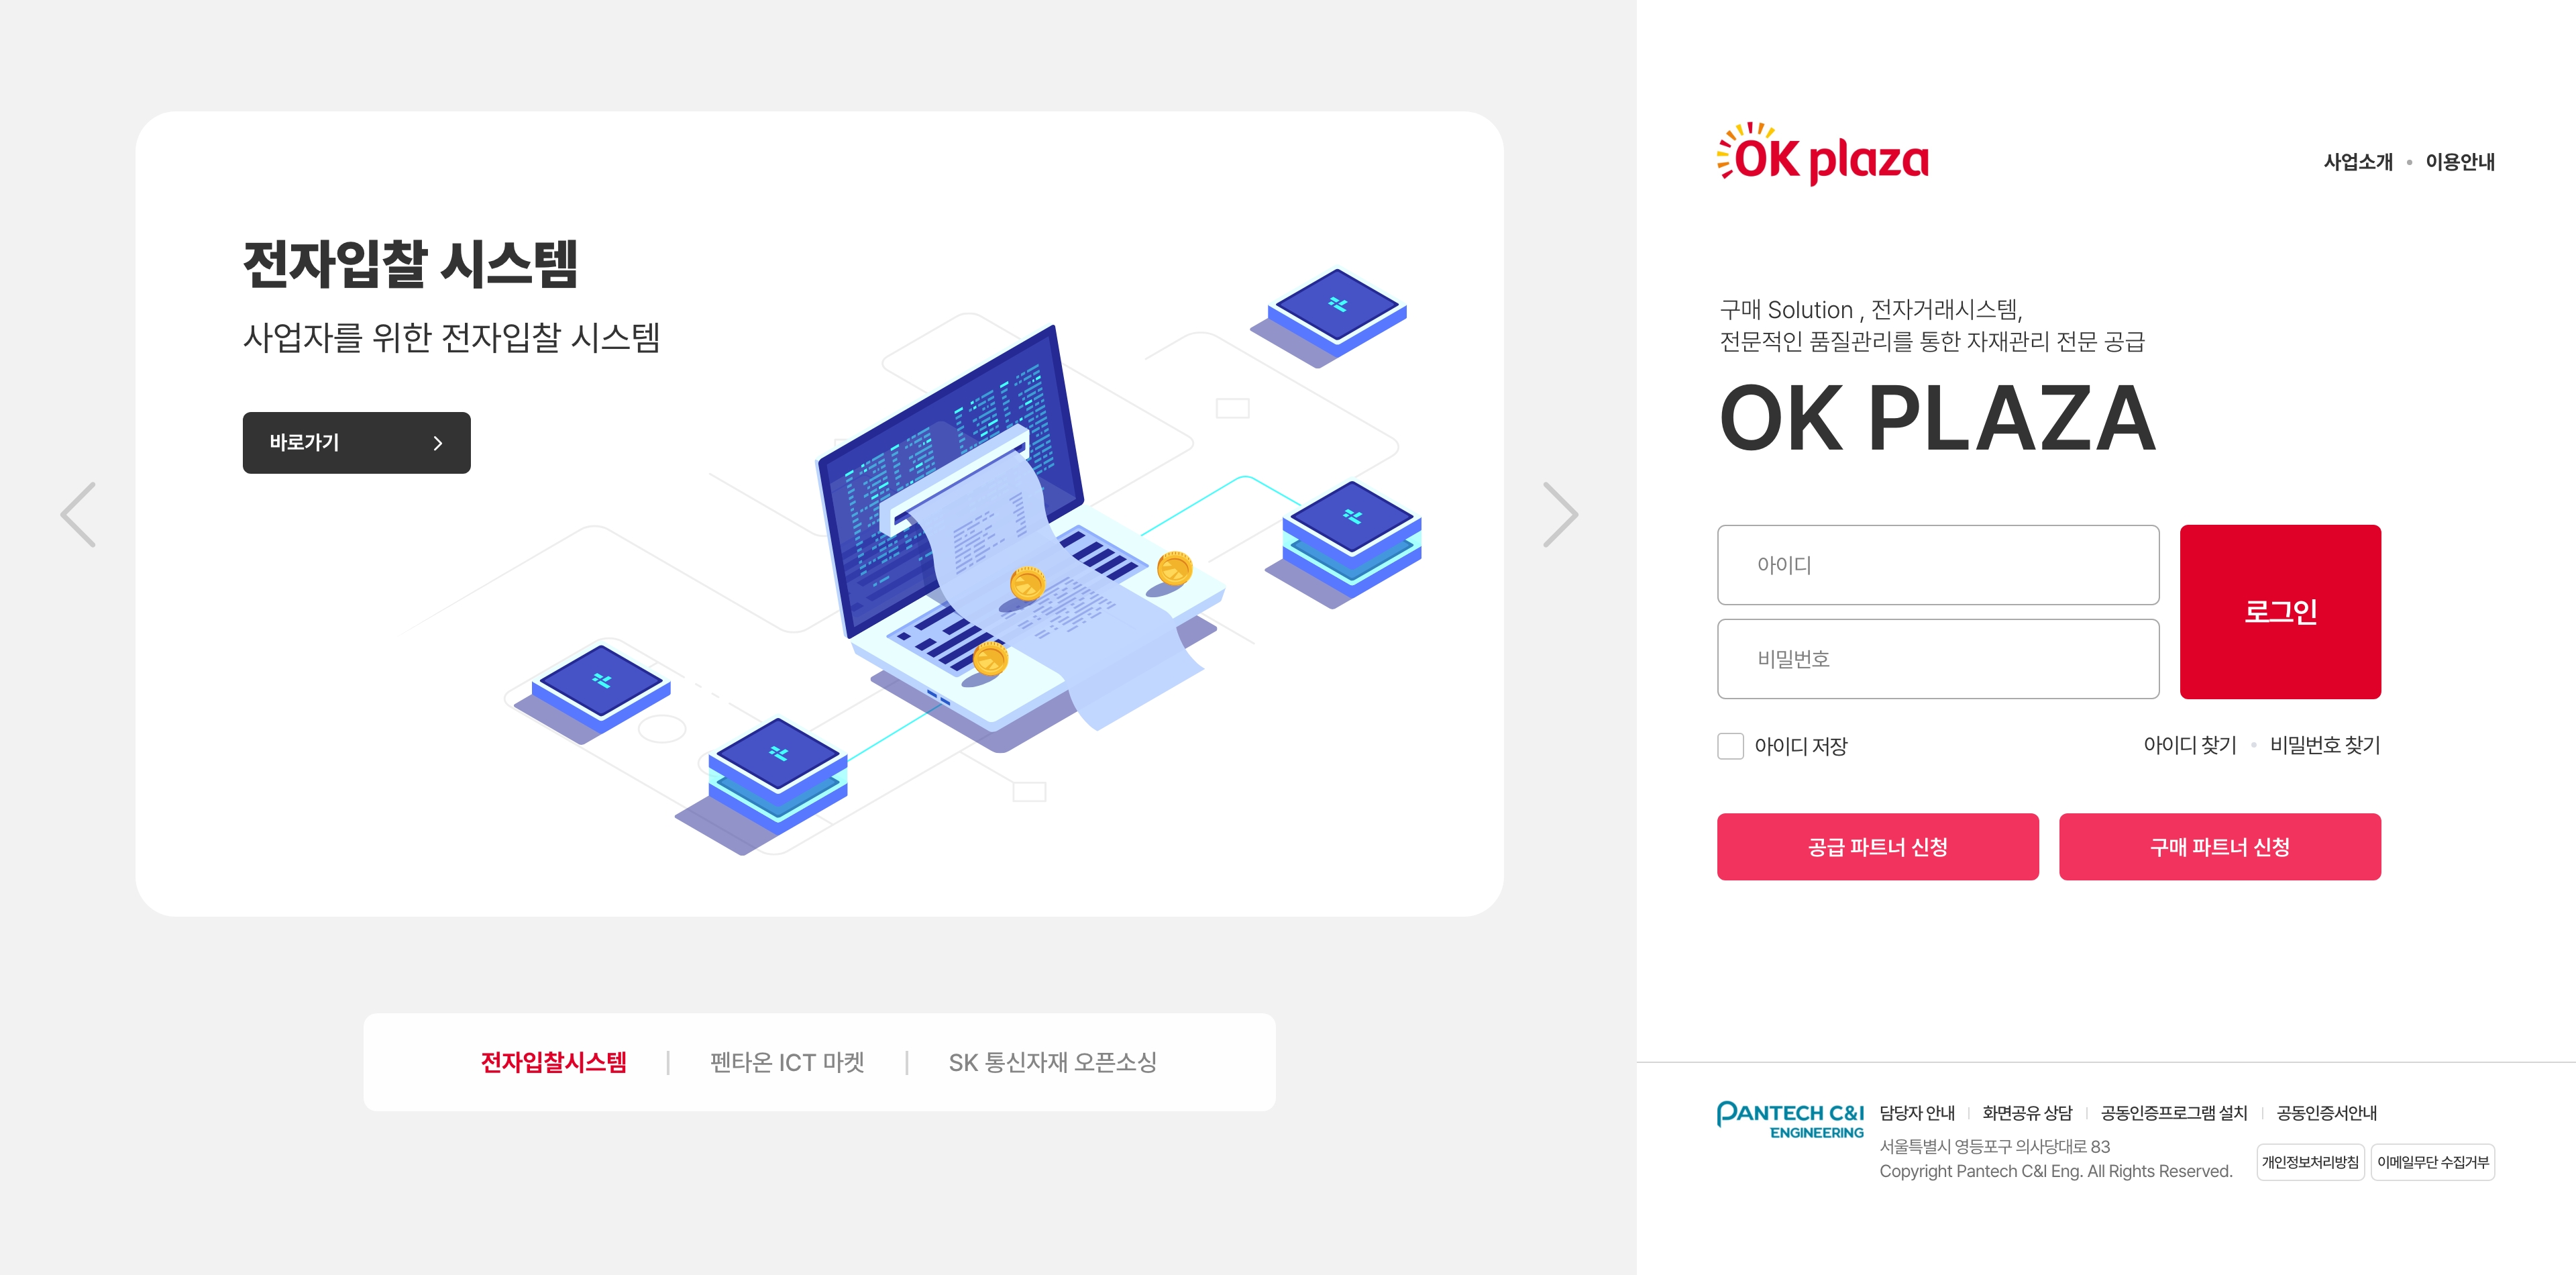 전자입찰 시스템
사업자를 위한 전자입찰 시스템
바로가기
전자입찰시스템 | 펜타온 ICT 마켓 | SK 통신자재 오픈소싱
OK plaza
사업소개 • 이용안내
구매 Solution , 전자거래시스템,
전문적인 품질관리를 통한 자재관리 전문 공급
OK PLAZA
아이디
비밀번호
로그인
아이디 저장
아이디 찾기 • 비밀번호 찾기
공급 파트너 신청
구매 파트너 신청
PANTECH C&I
ENGINEERING
담당자 안내 | 화면공유 상담 | 공동인증프로그램 설치 | 공동인증서안내
서울특별시 영등포구 의사당대로 83
Copyright Pantech C&I Eng. All Rights Reserved.
개인정보처리방침
이메일무단 수집거부